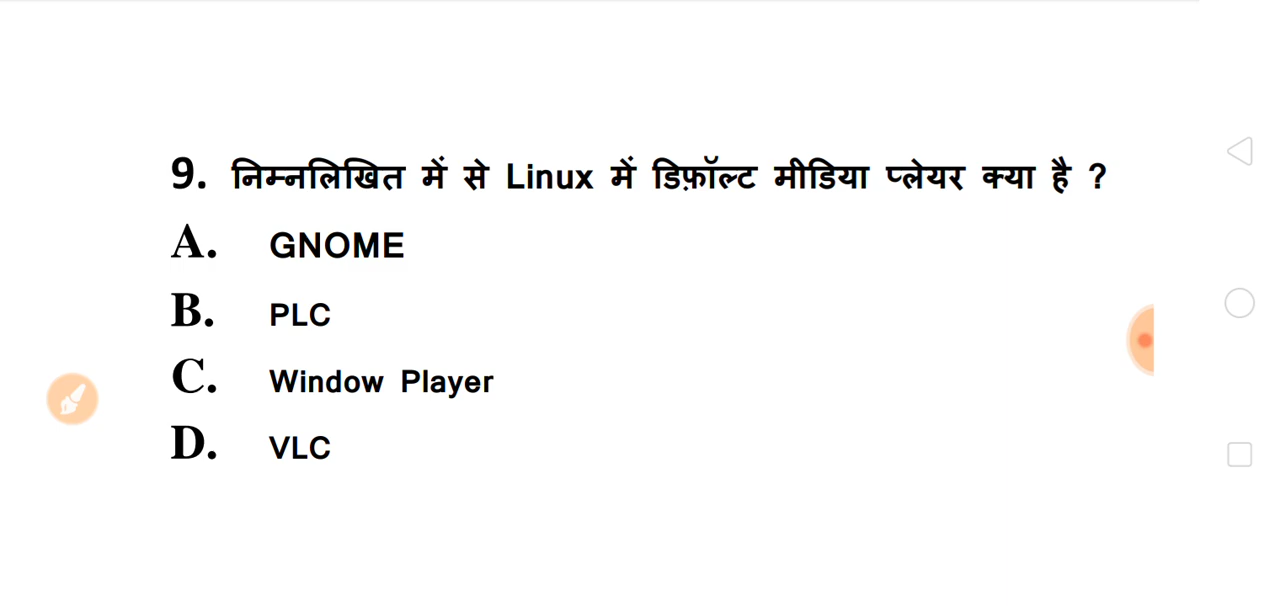 9. निम्नलिखित में से Linux में डिफ़ॉल्ट मीडिया प्लेयर क्या है ?
A. GNOME
B. PLC
C. Window Player
D. VLC